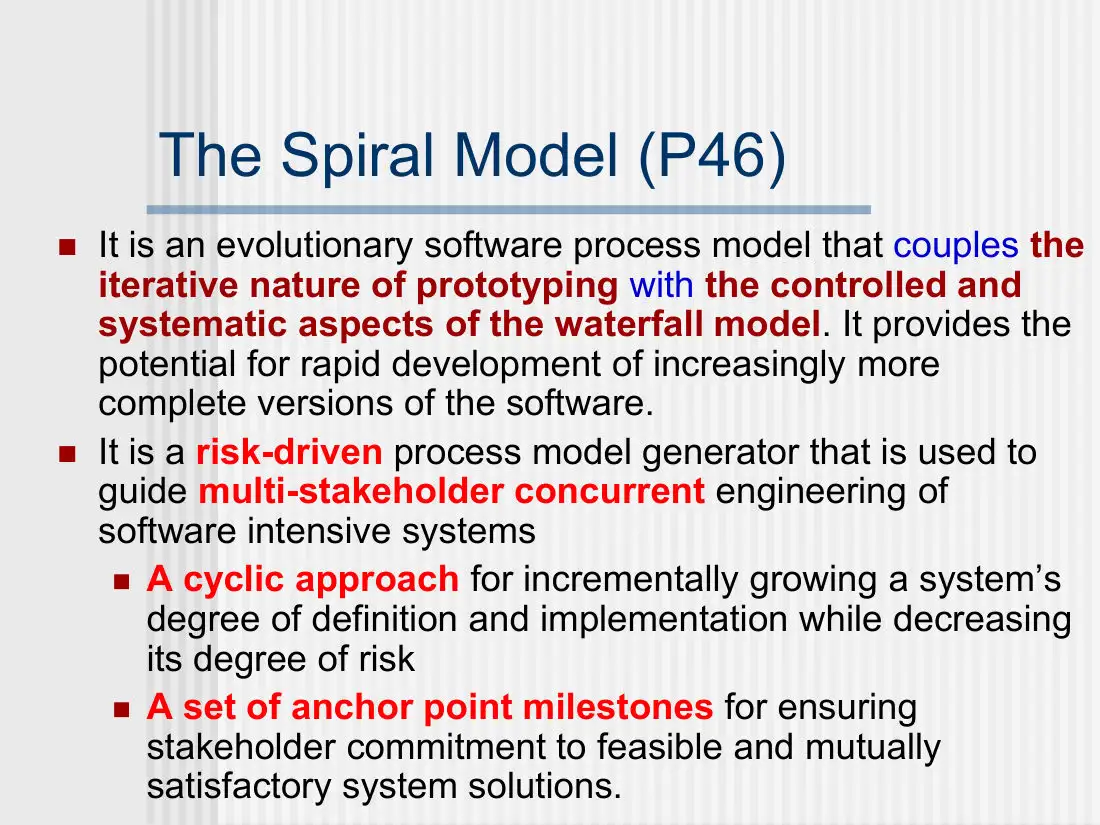 The Spiral Model (P46)
It is an evolutionary software process model that couples the
iterative nature of prototyping with the controlled and
systematic aspects of the waterfall model. It provides the
potential for rapid development of increasingly more
complete versions of the software.
It is a risk-driven process model generator that is used to
guide multi-stakeholder concurrent engineering of
software intensive systems
A cyclic approach for incrementally growing a system’s
degree of definition and implementation while decreasing
its degree of risk
A set of anchor point milestones for ensuring
stakeholder commitment to feasible and mutually
satisfactory system solutions.